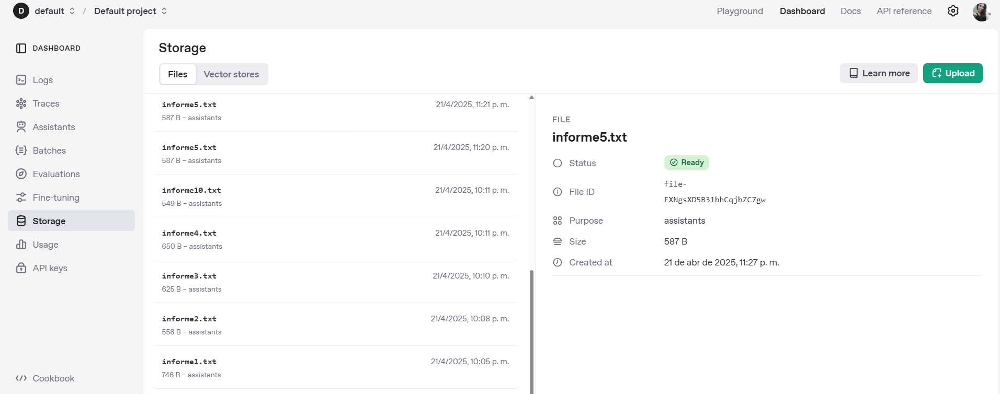 D default / Default project Playground Dashboard Docs API reference
DASHBOARD
Logs
Traces
Assistants
Batches
Evaluations
Fine-tuning
Storage
Usage
API keys
Cookbook
Storage
Files Vector stores
Learn more Upload
informe5.txt 21/4/2025, 11:21 p. m.
587 B – assistants
informe5.txt 21/4/2025, 11:20 p. m.
587 B – assistants
informe10.txt 21/4/2025, 10:11 p. m.
549 B – assistants
informe4.txt 21/4/2025, 10:11 p. m.
650 B – assistants
informe3.txt 21/4/2025, 10:10 p. m.
625 B – assistants
informe2.txt 21/4/2025, 10:08 p. m.
558 B – assistants
informe1.txt 21/4/2025, 10:05 p. m.
746 B – assistants
FILE
informe5.txt
Status Ready
File ID file-
FXNgsXD5B31bhCqjbZC7gw
Purpose assistants
Size 587 B
Created at 21 de abr de 2025, 11:27 p. m.